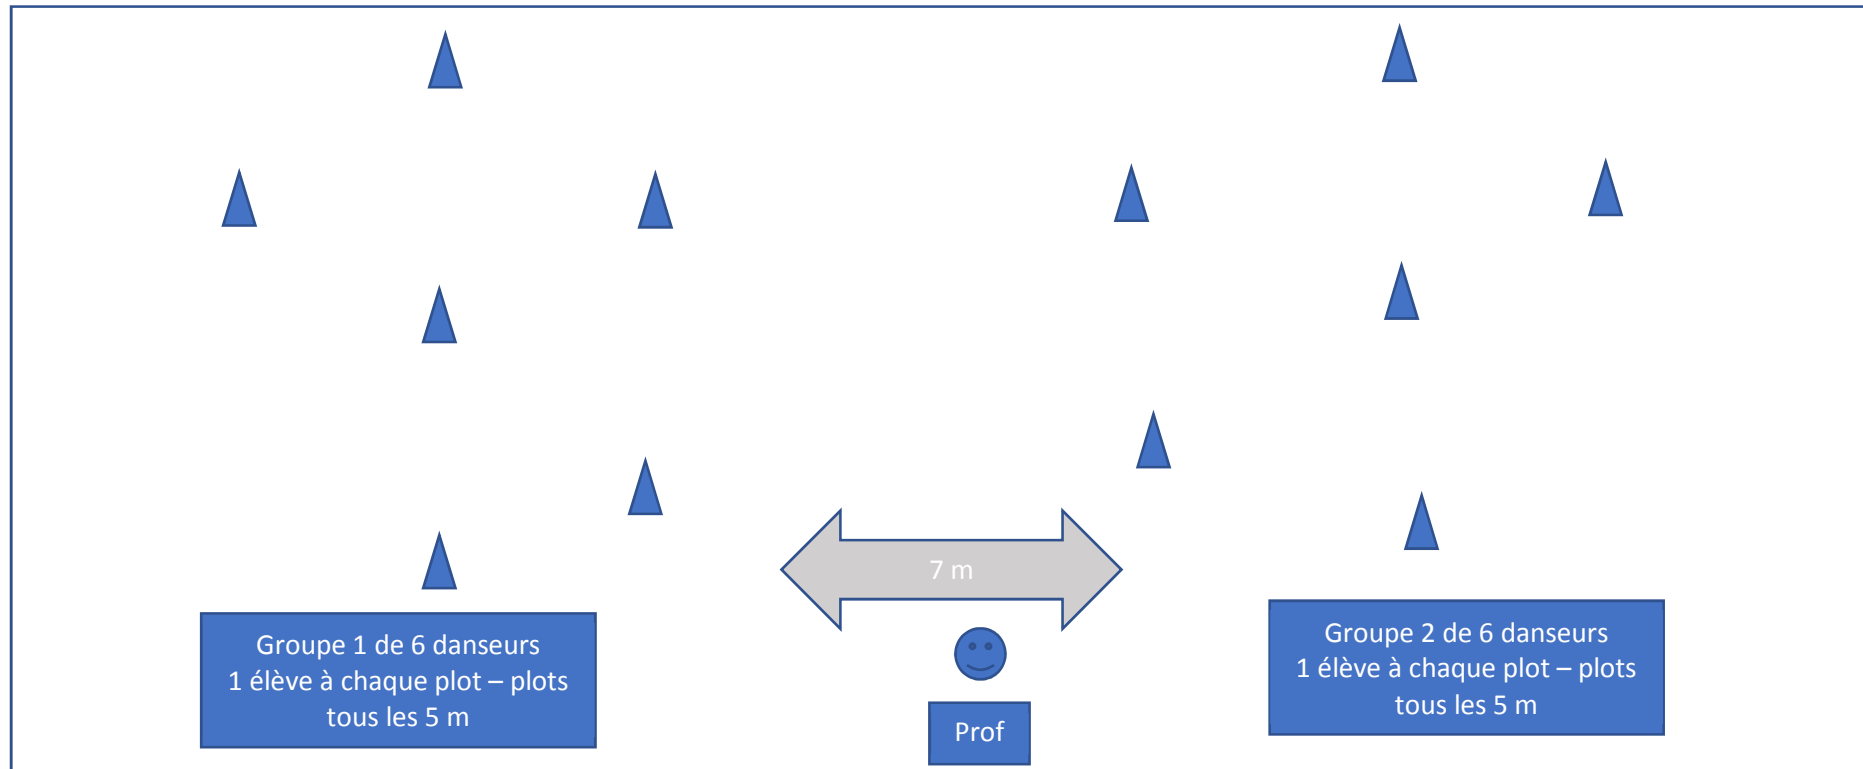 7 m
Groupe 1 de 6 danseurs
1 élève à chaque plot – plots
tous les 5 m
Prof
Groupe 2 de 6 danseurs
1 élève à chaque plot – plots
tous les 5 m